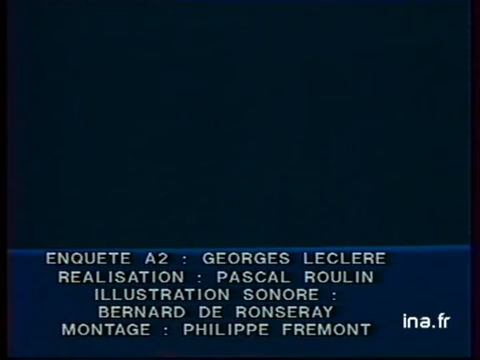 ENQUETE A2 : GEORGES LECLERE
REALISATION : PASCAL ROULIN
ILLUSTRATION SONORE :
BERNARD DE RONSERAY
MONTAGE : PHILIPPE FREMONT
ina.fr